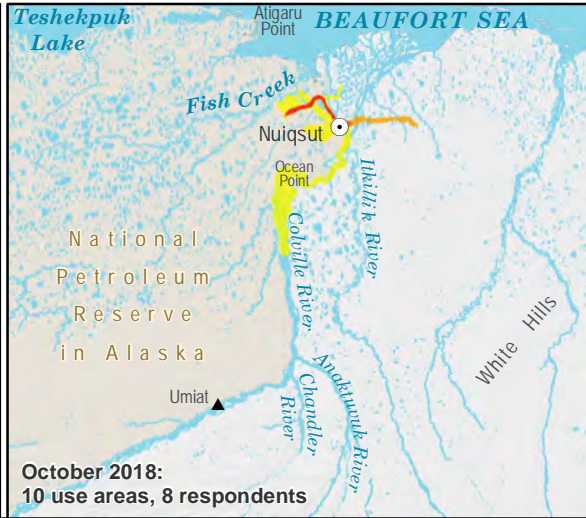 Teshekpuk
Lake
Atigaru
Point
BEAUFORT SEA
Fish Creek
Nuiqsut
Ocean
Point
Itkillik River
Colville River
National
Petroleum
Reserve
in Alaska
White Hills
Umiat
Chandler
River
Anaktuvuk River
October 2018:
10 use areas, 8 respondents